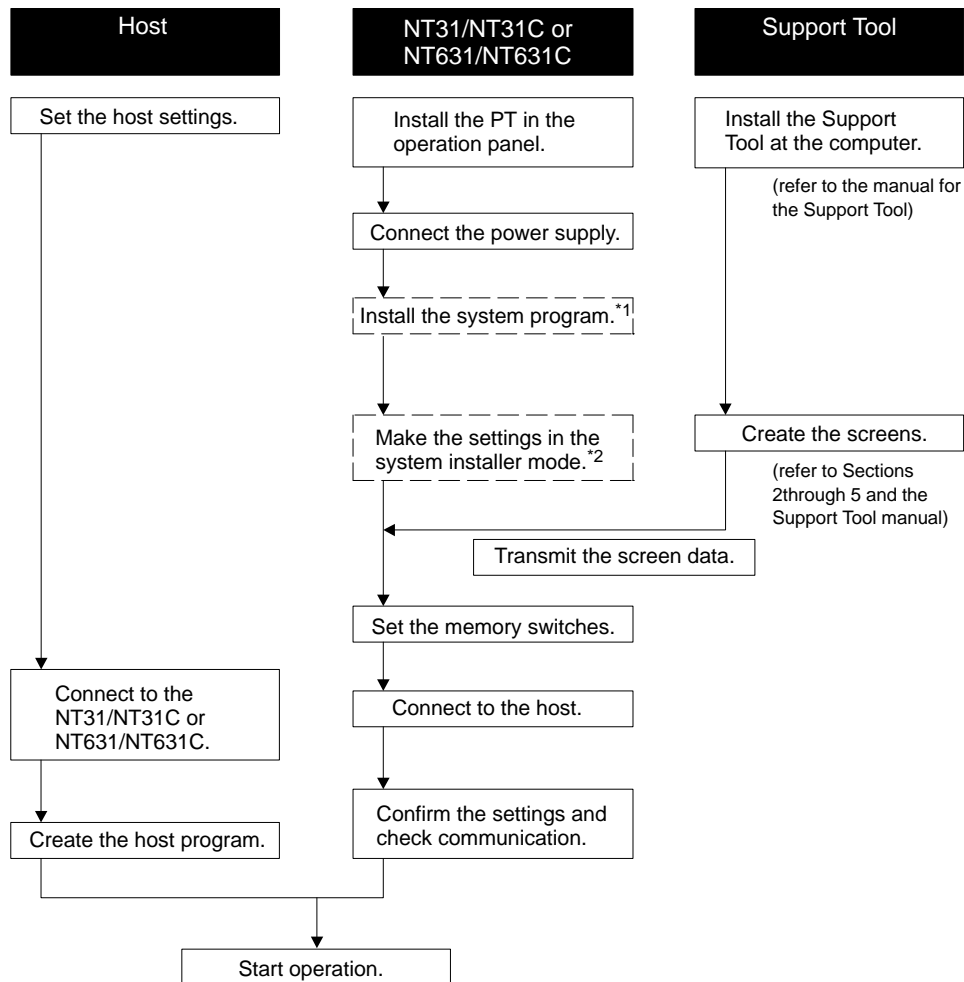 Host
NT31/NT31C or
NT631/NT631C
Support Tool
Set the host settings.
Install the PT in the
operation panel.
Install the Support
Tool at the computer.
(refer to the manual for
the Support Tool)
Connect the power supply.
Install the system program.*1
Make the settings in the
system installer mode.*2
Create the screens.
(refer to Sections
2through 5 and the
Support Tool manual)
Transmit the screen data.
Set the memory switches.
Connect to the
NT31/NT31C or
NT631/NT631C.
Connect to the host.
Confirm the settings and
check communication.
Create the host program.
Start operation.